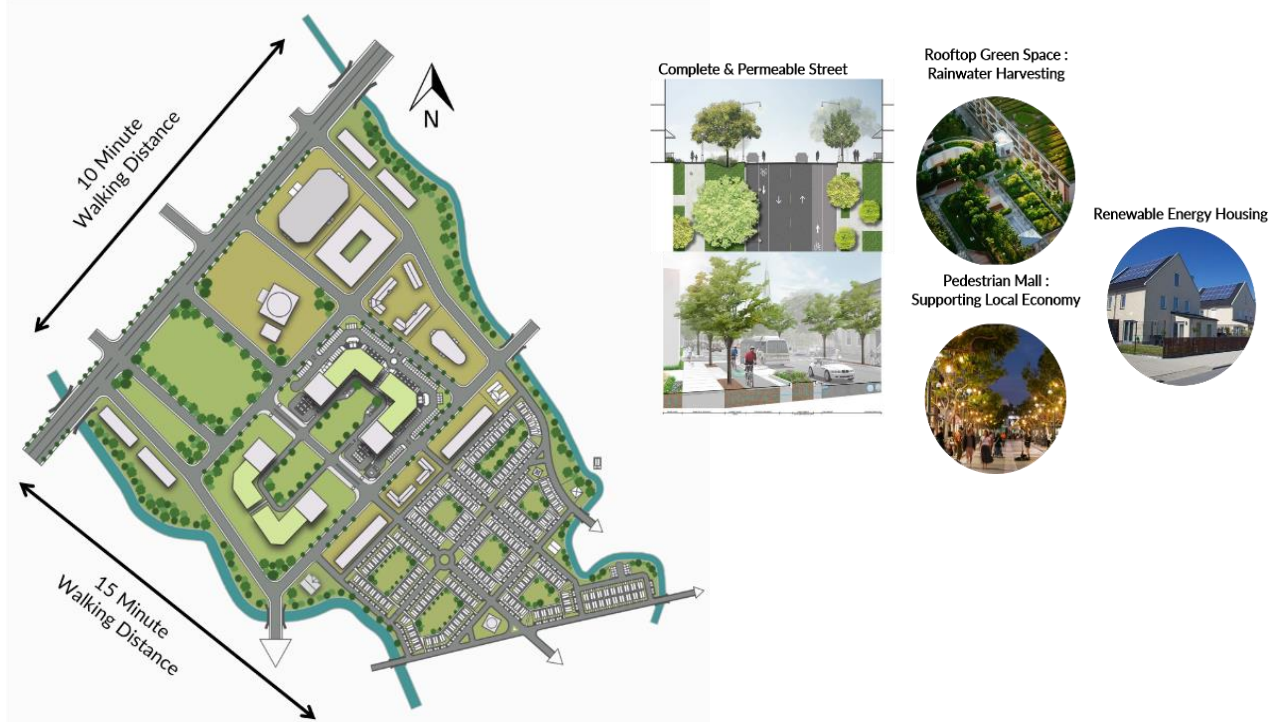 10 Minute
Walking Distance
N
15 Minute
Walking Distance
Complete & Permeable Street
Rooftop Green Space :
Rainwater Harvesting
Pedestrian Mall :
Supporting Local Economy
Renewable Energy Housing